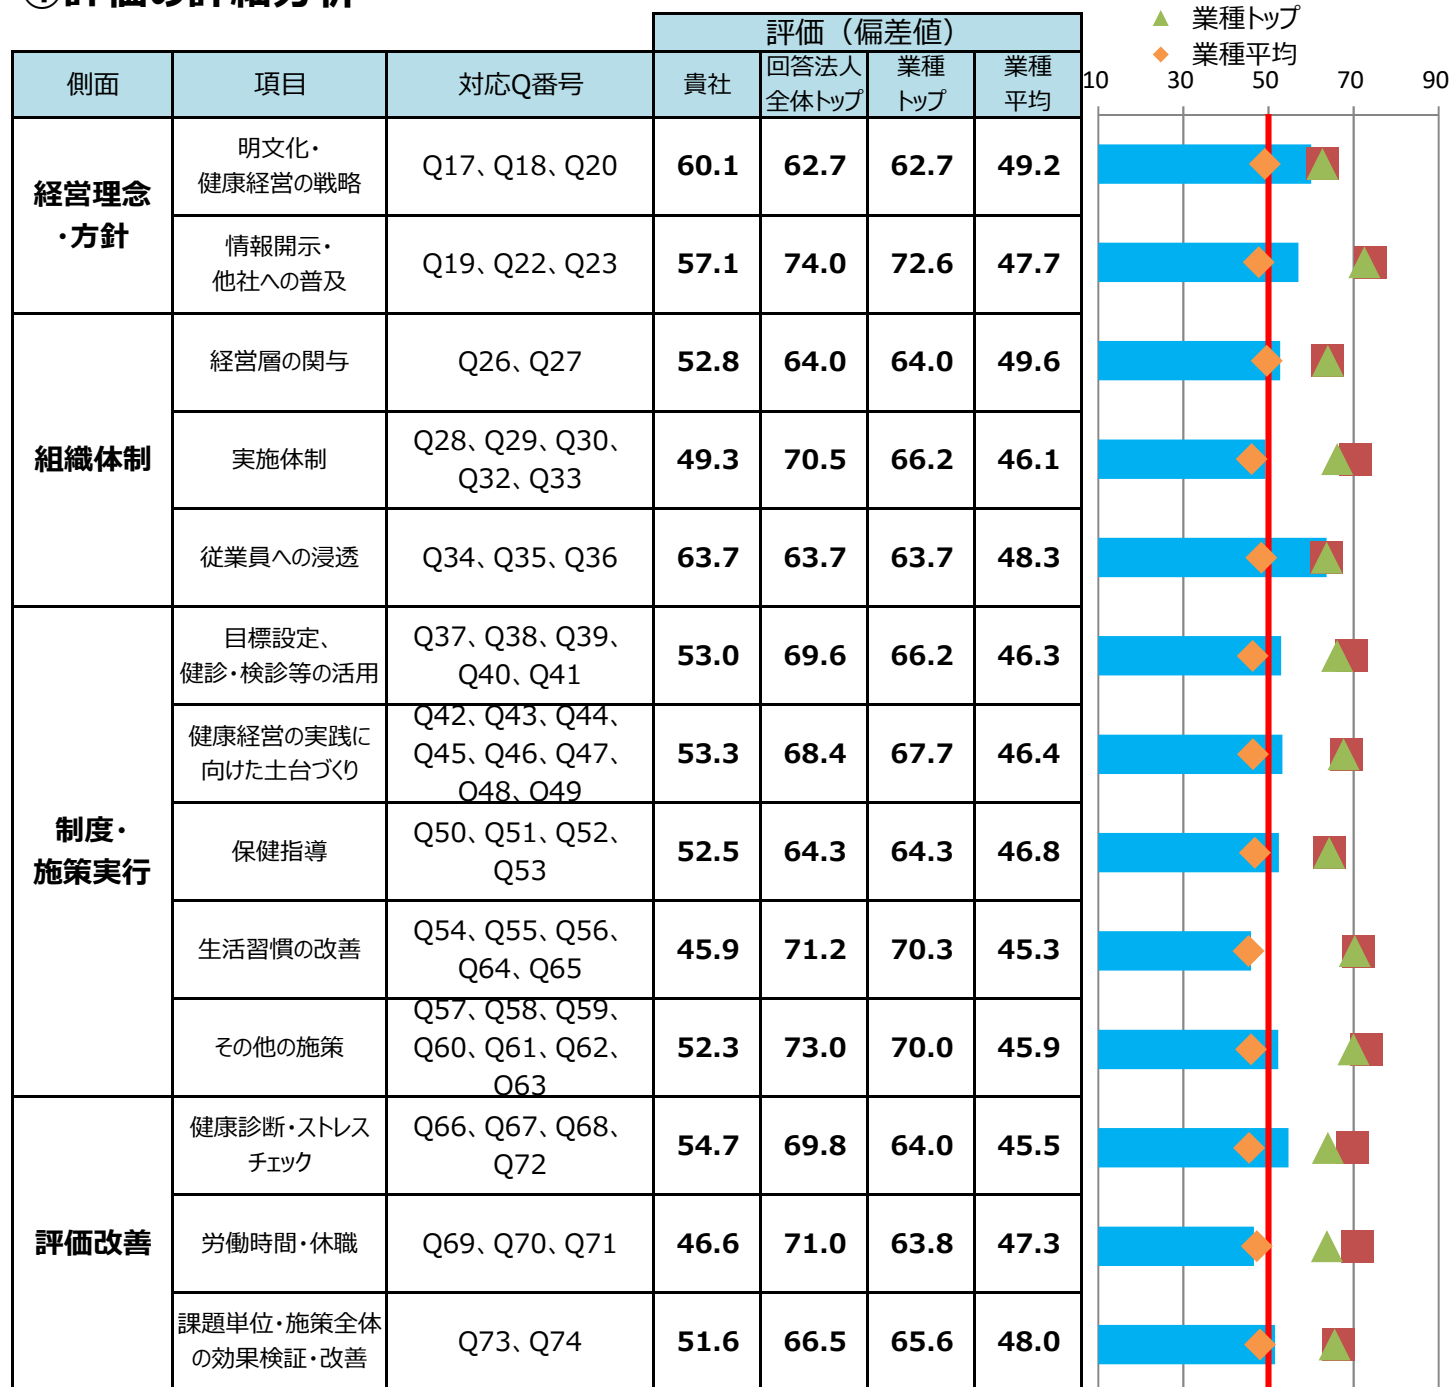 ①評価の詳細分析
▲ 業種トップ
◆ 業種平均
評価（偏差値）
側面 項目 対応Q番号 貴社 回答法人 業種 業種
全体トップ トップ 平均
10 30 50 70 90
経営理念
・方針
明文化・
健康経営の戦略
Q17、Q18、Q20 60.1 62.7 62.7 49.2
情報開示・
他社への普及
Q19、Q22、Q23 57.1 74.0 72.6 47.7
組織体制
経営層の関与 Q26、Q27 52.8 64.0 64.0 49.6
実施体制
Q28、Q29、Q30、
Q32、Q33
49.3 70.5 66.2 46.1
従業員への浸透 Q34、Q35、Q36 63.7 63.7 63.7 48.3
制度・
施策実行
目標設定、
健診・検診等の活用
Q37、Q38、Q39、
Q40、Q41
53.0 69.6 66.2 46.3
健康経営の実践に
向けた土台づくり
Q42、Q43、Q44、
Q45、Q46、Q47、
Q48、Q49
53.3 68.4 67.7 46.4
保健指導
Q50、Q51、Q52、
Q53
52.5 64.3 64.3 46.8
生活習慣の改善
Q54、Q55、Q56、
Q64、Q65
45.9 71.2 70.3 45.3
その他の施策
Q57、Q58、Q59、
Q60、Q61、Q62、
Q63
52.3 73.0 70.0 45.9
評価改善
健康診断・ストレス
チェック
Q66、Q67、Q68、
Q72
54.7 69.8 64.0 45.5
労働時間・休職 Q69、Q70、Q71 46.6 71.0 63.8 47.3
課題単位・施策全体
の効果検証・改善
Q73、Q74 51.6 66.5 65.6 48.0